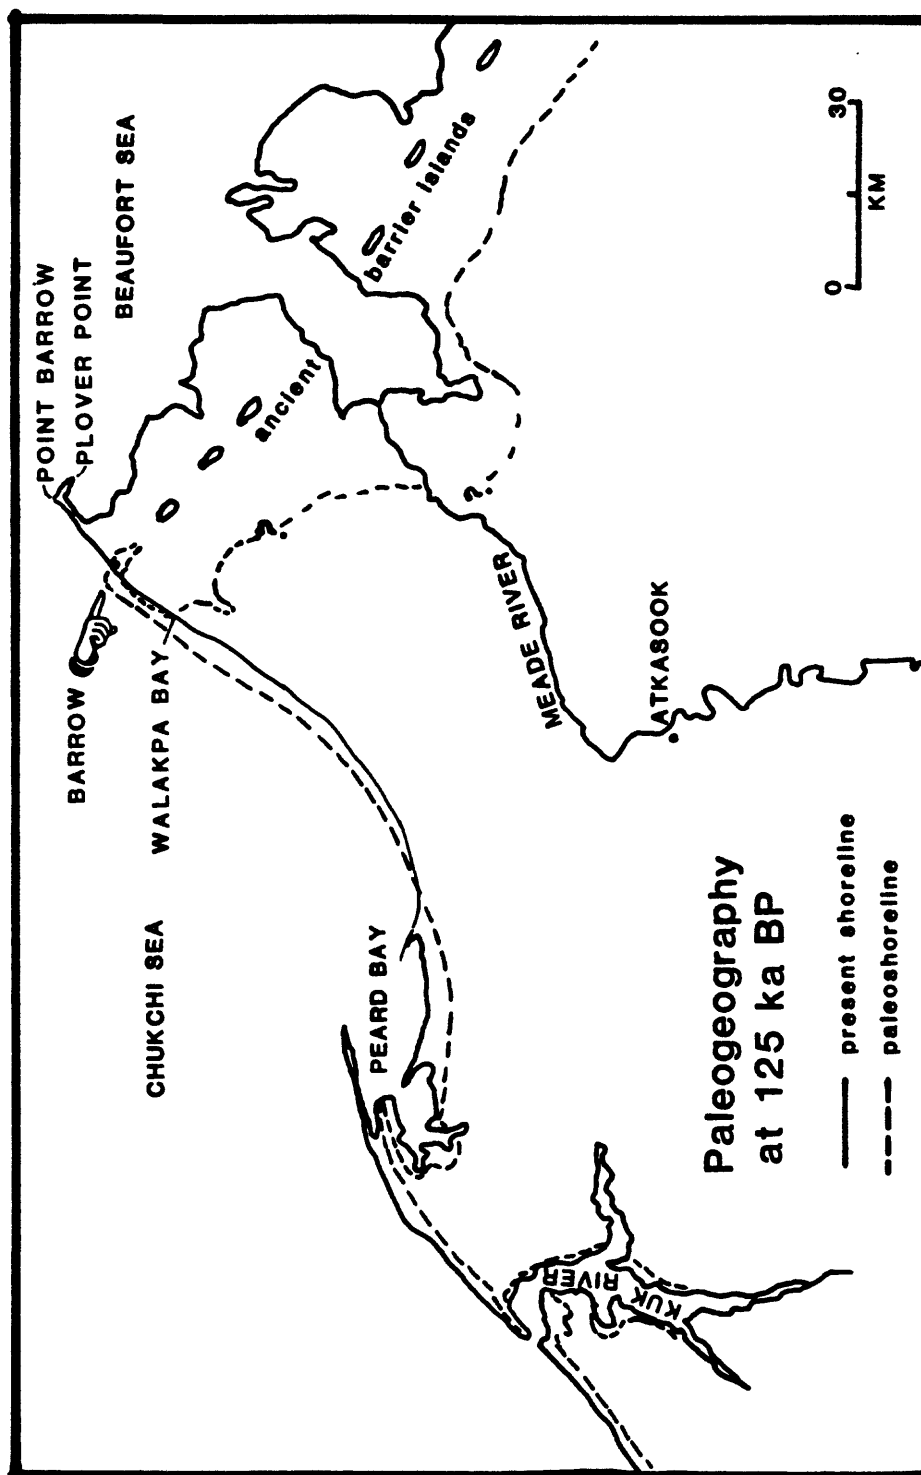 POINT BARROW
PLOVER POINT
BEAUFORT SEA
BARROW
WALAKPA BAY
CHUKCHI SEA
PEARD BAY
ancient
barrier islands
?
?
MEADE RIVER
ATKASOOK
KUK
RIVER
Paleogeography
at 125 ka BP
present shoreline
paleoshoreline
0 30
KM